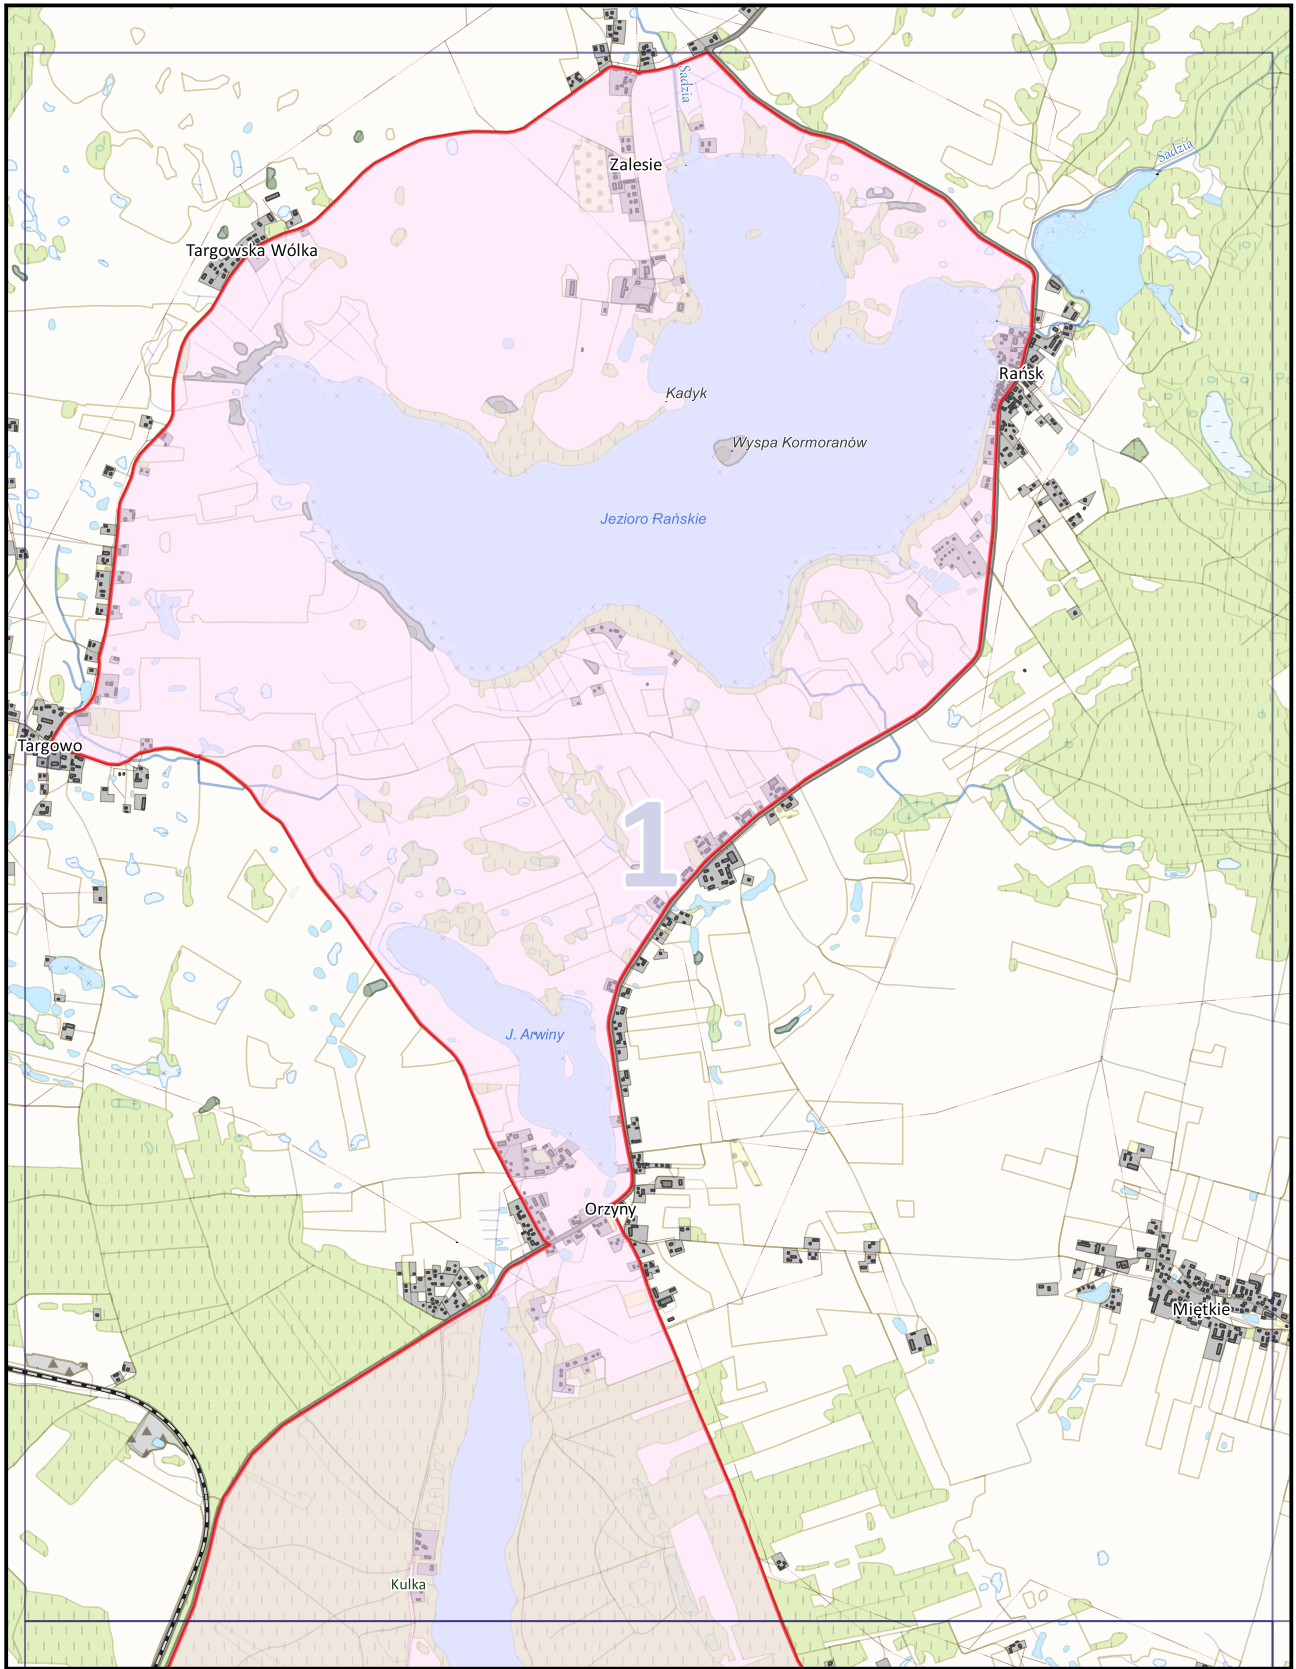 Sadzia
Sadzia
Zalesie
Targowska Wólka
Rańsk
Kadyk
Wyspa Kormoranów
Jezioro Rańskie
Targowo
1
J. Arwiny
Orzyny
Miętkie
Kulka